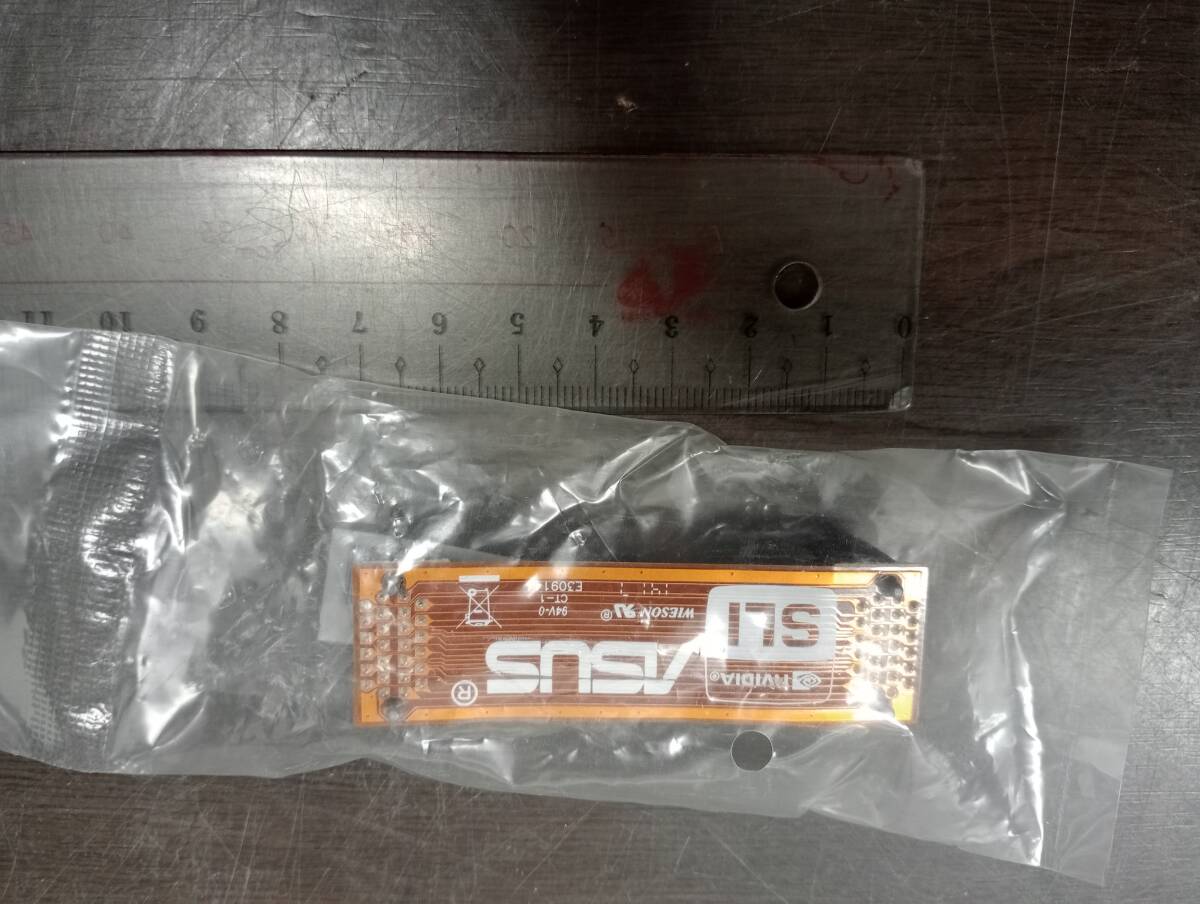 0 1 2 3 4 5 6 7 8 9 10 11
NVIDIA®
SLI
ASUS®
WIESON
94V-0
CT-1